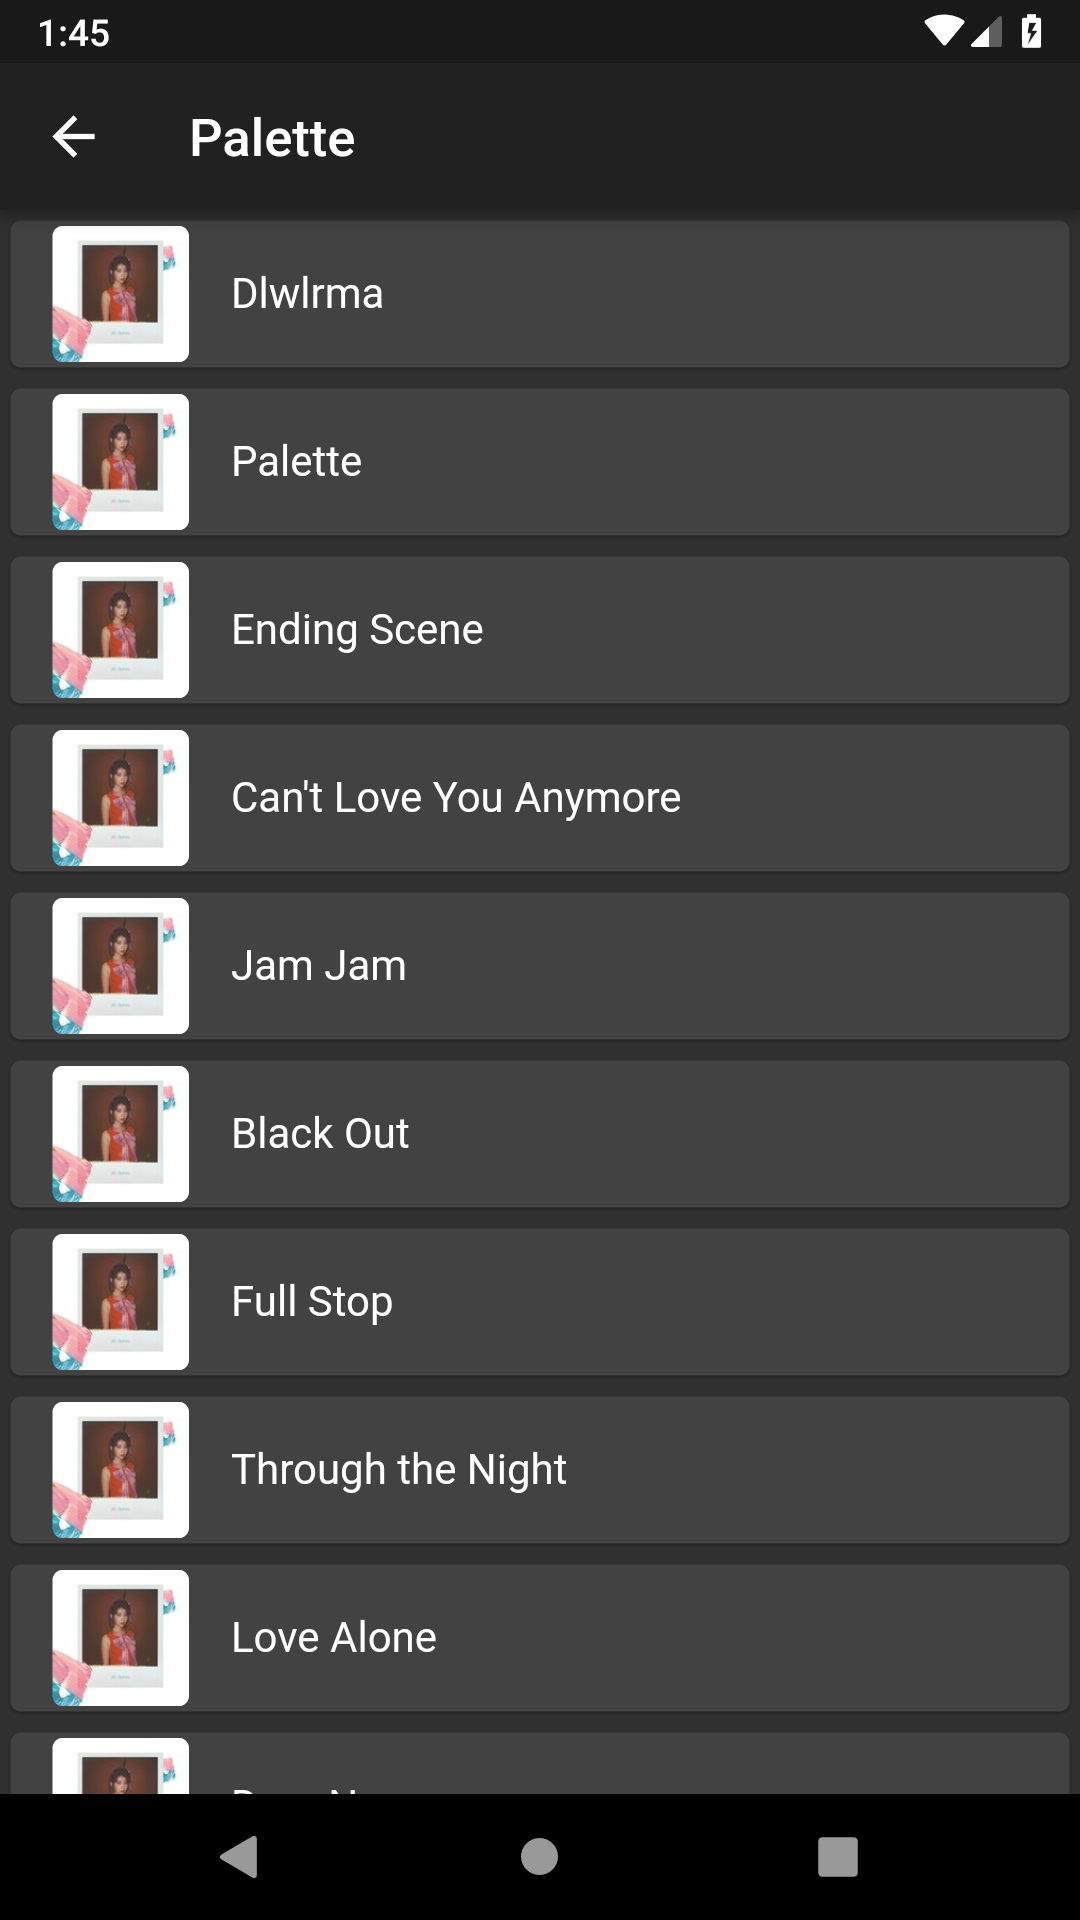 1:45
Palette
Dlwlrma
Palette
Ending Scene
Can't Love You Anymore
Jam Jam
Black Out
Full Stop
Through the Night
Love Alone